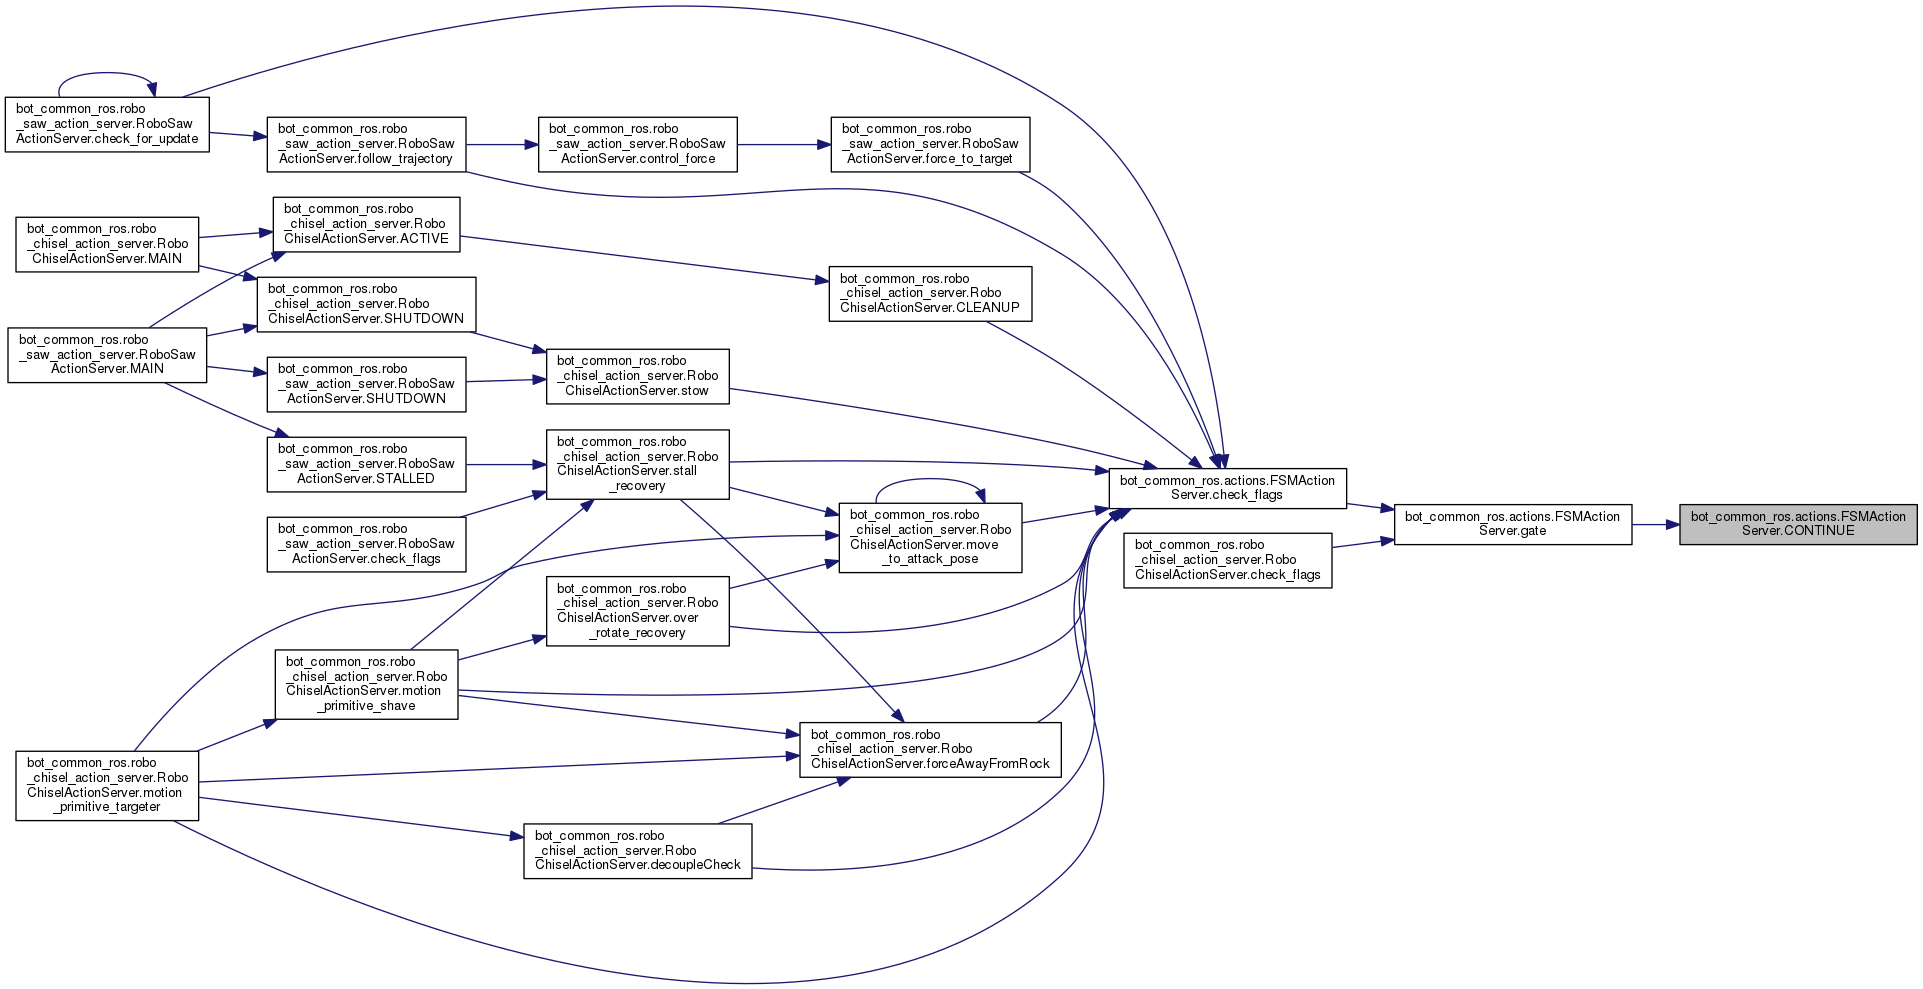 bot_common_ros.robo
_saw_action_server.RoboSaw
ActionServer.check_for_update
bot_common_ros.robo
_saw_action_server.RoboSaw
ActionServer.follow_trajectory
bot_common_ros.robo
_saw_action_server.RoboSaw
ActionServer.control_force
bot_common_ros.robo
_saw_action_server.RoboSaw
ActionServer.force_to_target
bot_common_ros.robo
_chisel_action_server.Robo
ChiselActionServer.MAIN
bot_common_ros.robo
_chisel_action_server.Robo
ChiselActionServer.ACTIVE
bot_common_ros.robo
_chisel_action_server.Robo
ChiselActionServer.SHUTDOWN
bot_common_ros.robo
_chisel_action_server.Robo
ChiselActionServer.CLEANUP
bot_common_ros.robo
_saw_action_server.RoboSaw
ActionServer.MAIN
bot_common_ros.robo
_saw_action_server.RoboSaw
ActionServer.SHUTDOWN
bot_common_ros.robo
_chisel_action_server.Robo
ChiselActionServer.stow
bot_common_ros.robo
_saw_action_server.RoboSaw
ActionServer.STALLED
bot_common_ros.robo
_chisel_action_server.Robo
ChiselActionServer.stall
_recovery
bot_common_ros.actions.FSMAction
Server.check_flags
bot_common_ros.actions.FSMAction
Server.gate
bot_common_ros.actions.FSMAction
Server.CONTINUE
bot_common_ros.robo
_saw_action_server.RoboSaw
ActionServer.check_flags
bot_common_ros.robo
_chisel_action_server.Robo
ChiselActionServer.move
_to_attack_pose
bot_common_ros.robo
_chisel_action_server.Robo
ChiselActionServer.check_flags
bot_common_ros.robo
_chisel_action_server.Robo
ChiselActionServer.over
_rotate_recovery
bot_common_ros.robo
_chisel_action_server.Robo
ChiselActionServer.motion
_primitive_shave
bot_common_ros.robo
_chisel_action_server.Robo
ChiselActionServer.forceAwayFromRock
bot_common_ros.robo
_chisel_action_server.Robo
ChiselActionServer.motion
_primitive_targeter
bot_common_ros.robo
_chisel_action_server.Robo
ChiselActionServer.decoupleCheck